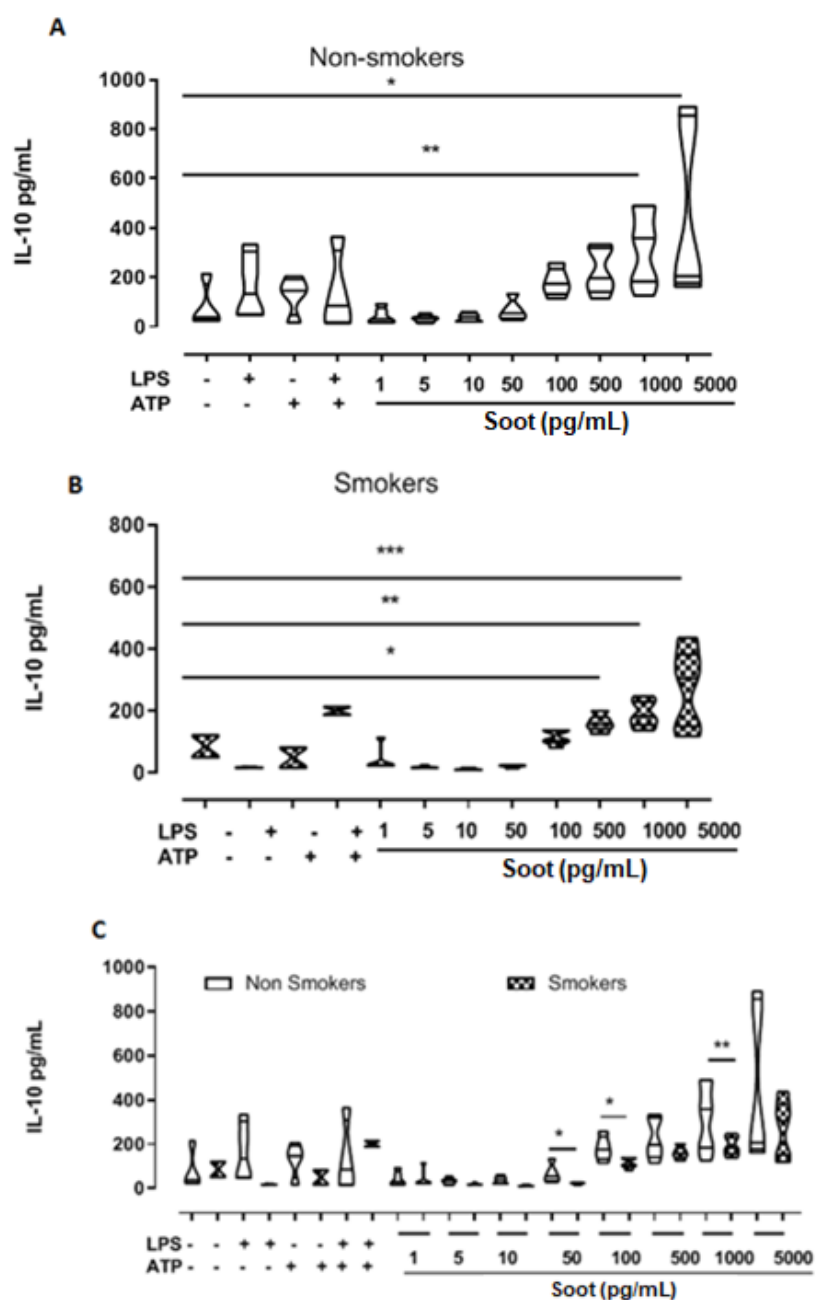 A
Non-smokers
IL-10 pg/mL
1000
800
600
400
200
0
*
**
LPS - + - + 1 5 10 50 100 500 1000 5000
ATP - - + +
Soot (pg/mL)
B
Smokers
IL-10 pg/mL
800
600
400
200
0
***
**
*
LPS - + - + 1 5 10 50 100 500 1000 5000
ATP - - + +
Soot (pg/mL)
C
IL-10 pg/mL
1000
800
600
400
200
0
Non Smokers Smokers
**
*
*
LPS - - + + - - + + 1 5 10 50 100 500 1000 5000
ATP - - - - + + + +
Soot (pg/mL)